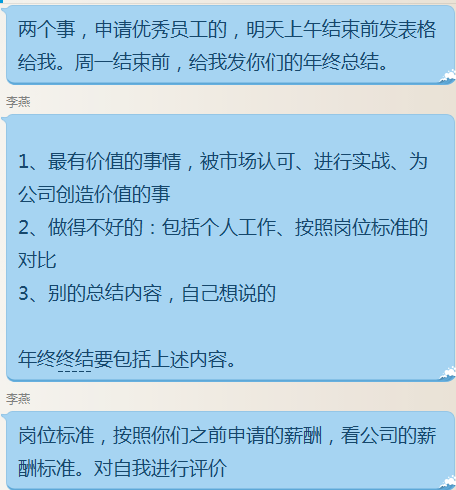 两个事，申请优秀员工的，明天上午结束前发表格
给我。周一结束前，给我发你们的年终总结。
李燕
1、最有价值的事情，被市场认可、进行实战、为
公司创造价值的事
2、做得不好的：包括个人工作、按照岗位标准的
对比
3、别的总结内容，自己想说的
年终终结要包括上述内容。
李燕
岗位标准，按照你们之前申请的薪酬，看公司的薪
酬标准。对自我进行评价